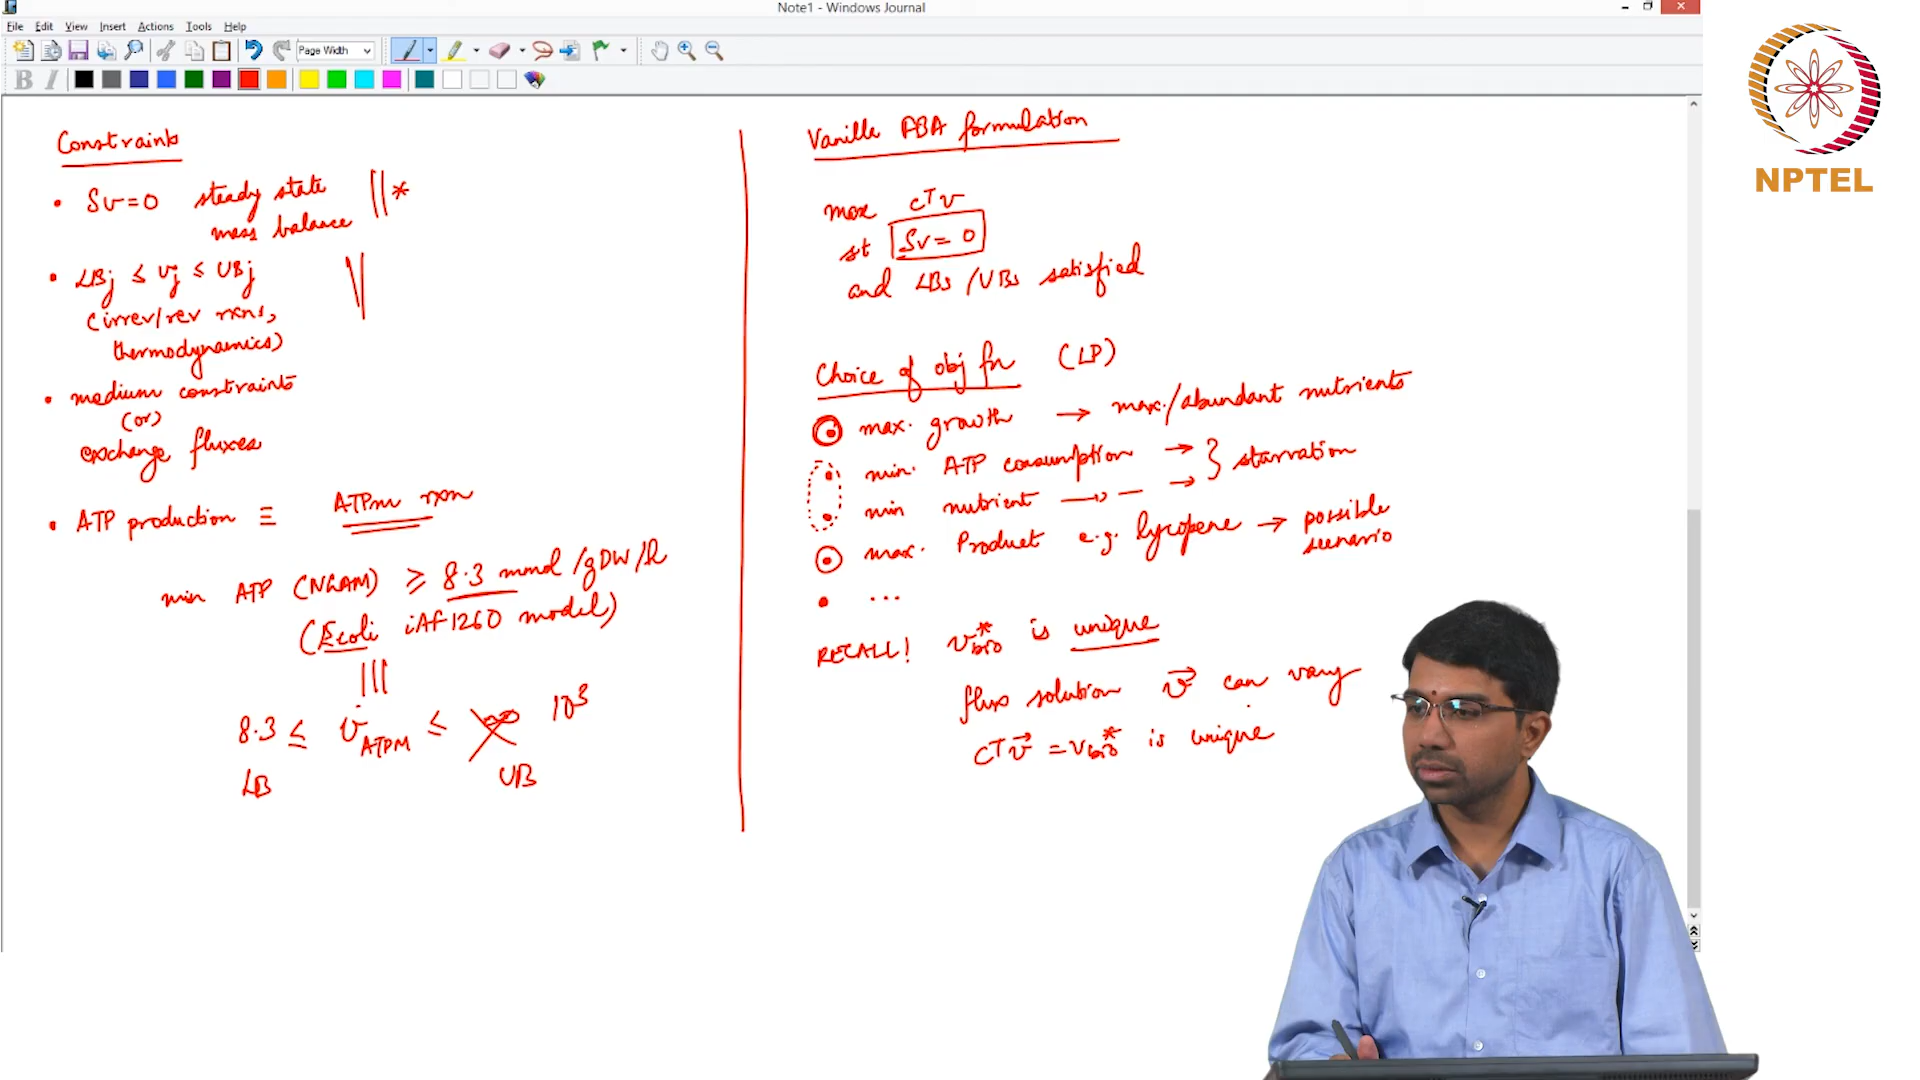 Note1 - Windows Journal
File Edit View Insert Actions Tools Help
Page Width
B I
Constraints
• Sv=0 steady state
mass balance
*
• LBj ≤ vj ≤ UBj
(irrev/rev rxns,
thermodynamics)
• medium constraints
(or)
exchange fluxes
• ATP production ≡ ATPm rxn
min ATP (NGAM) ≥ 8.3 mmol/gDW/h
(Ecoli iAF1260 model)
8.3 ≤ v ATPM ≤ ∞ 10³
LB UB
Vanilla FBA formulation
max cᵀv
st Sv = 0
and LBs/UBs satisfied
Choice of obj fn (LP)
max. growth → max./abundant nutrients
• min. ATP consumption → } starvation
• min nutrient —〃— →
max. Product e.g. lycopene → possible
scenario
• ...
RECALL! v*bio is unique
flux solution v⃗ can vary
cᵀv⃗ = v*bio is unique
NPTEL